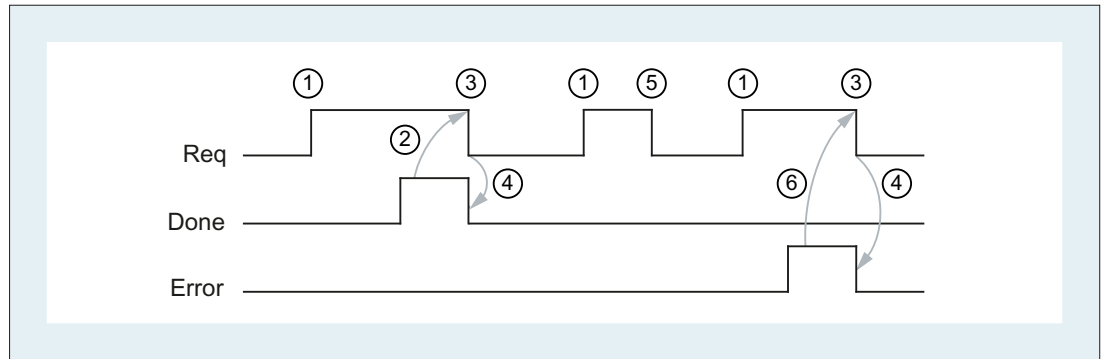 ① ③ ① ⑤ ① ③
②
Req
④ ⑥ ④
Done
Error